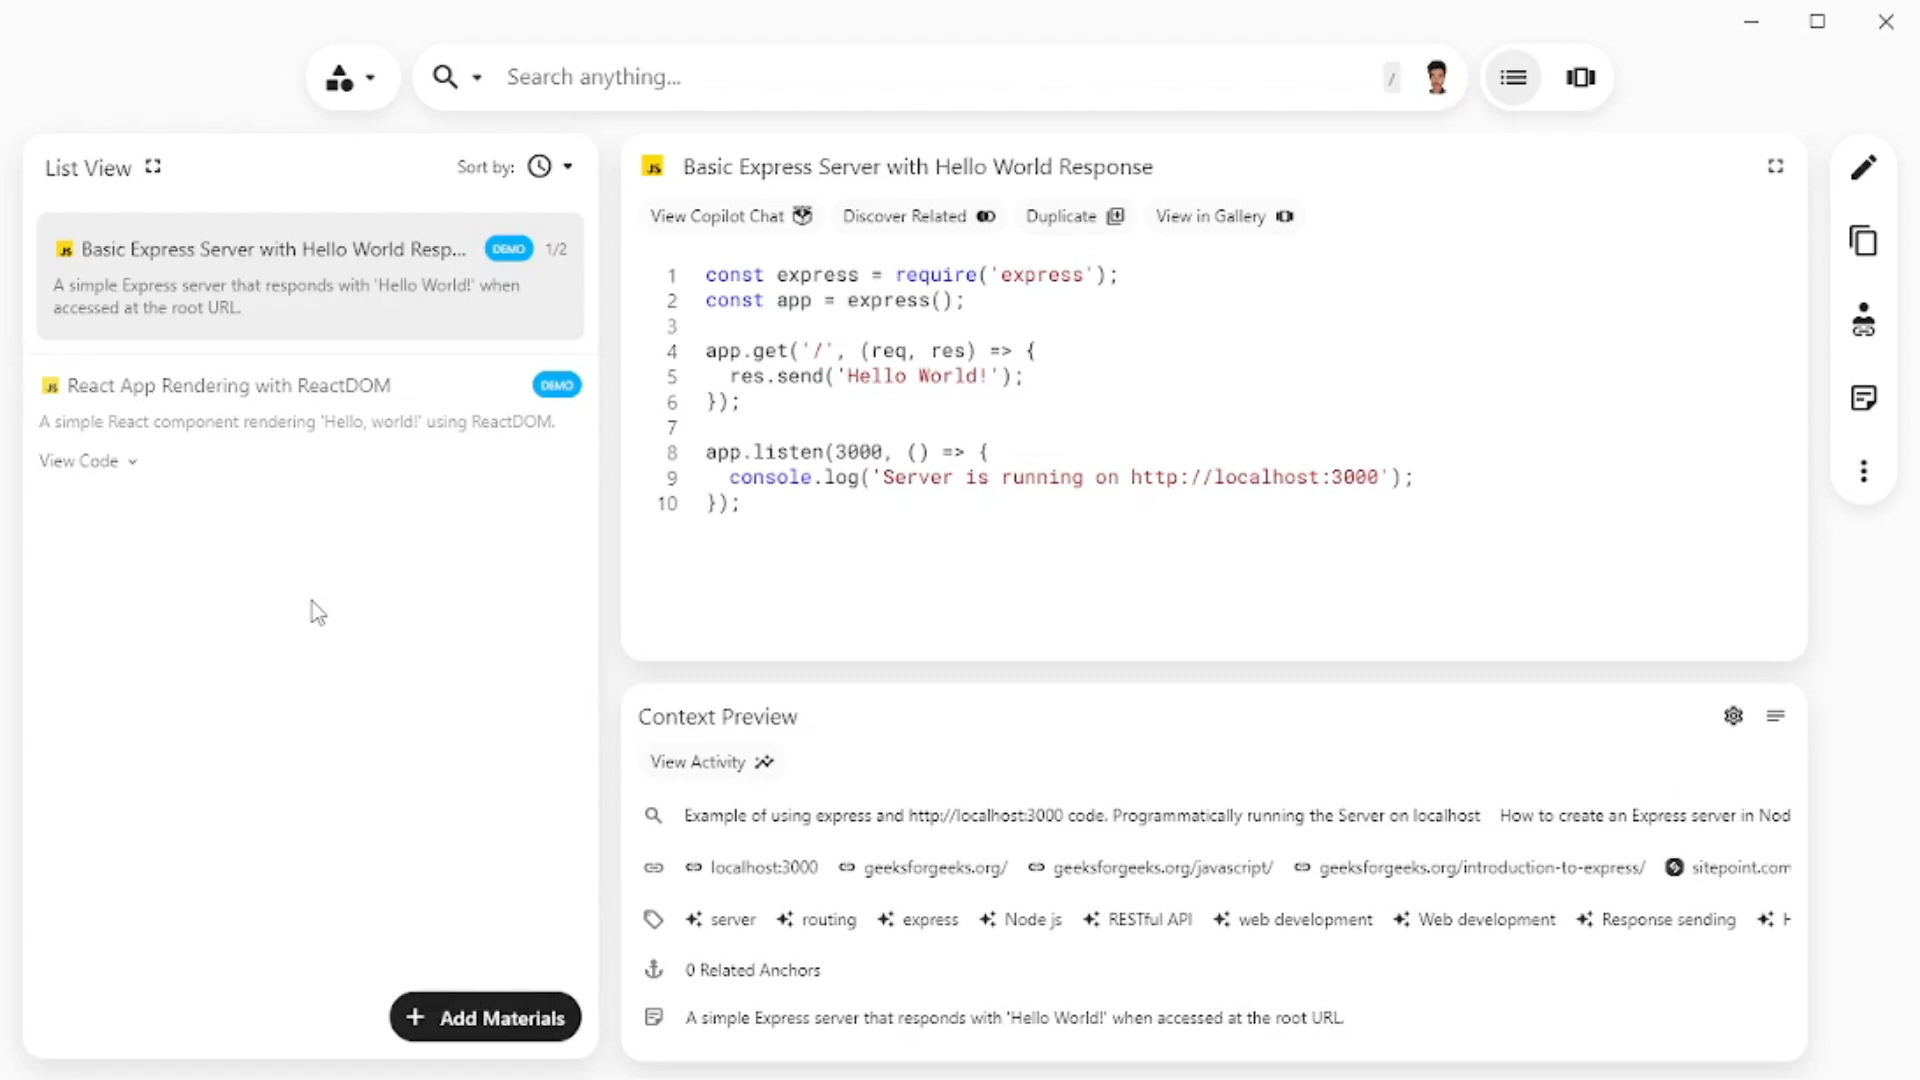 Search anything...
/
List View
Sort by:
JS Basic Express Server with Hello World Resp... DEMO 1/2
A simple Express server that responds with 'Hello World!' when
accessed at the root URL.
JS React App Rendering with ReactDOM DEMO
A simple React component rendering 'Hello, world!' using ReactDOM.
View Code
+ Add Materials
JS Basic Express Server with Hello World Response
View Copilot Chat Discover Related Duplicate View in Gallery
1 const express = require('express');
2 const app = express();
3
4 app.get('/', (req, res) => {
5 res.send('Hello World!');
6 });
7
8 app.listen(3000, () => {
9 console.log('Server is running on http://localhost:3000');
10 });
Context Preview
View Activity
Example of using express and http://localhost:3000 code. Programmatically running the Server on localhost How to create an Express server in Nod
localhost:3000 geeksforgeeks.org/ geeksforgeeks.org/javascript/ geeksforgeeks.org/introduction-to-express/ sitepoint.com
server routing express Node js RESTful API web development Web development Response sending
0 Related Anchors
A simple Express server that responds with 'Hello World!' when accessed at the root URL.